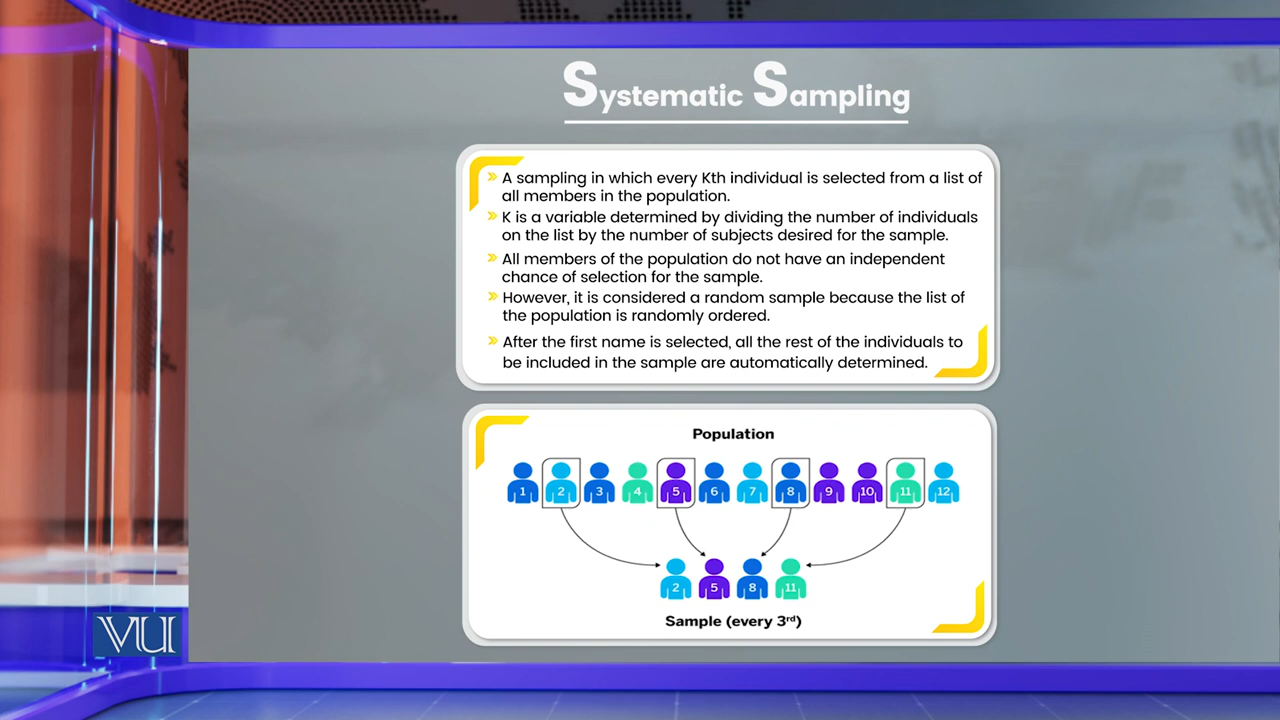 Systematic Sampling
A sampling in which every Kth individual is selected from a list of
all members in the population.
K is a variable determined by dividing the number of individuals
on the list by the number of subjects desired for the sample.
All members of the population do not have an independent
chance of selection for the sample.
However, it is considered a random sample because the list of
the population is randomly ordered.
After the first name is selected, all the rest of the individuals to
be included in the sample are automatically determined.
Population
1 2 3 4 5 6 7 8 9 10 11 12
2 5 8 11
Sample (every 3rd)
VU